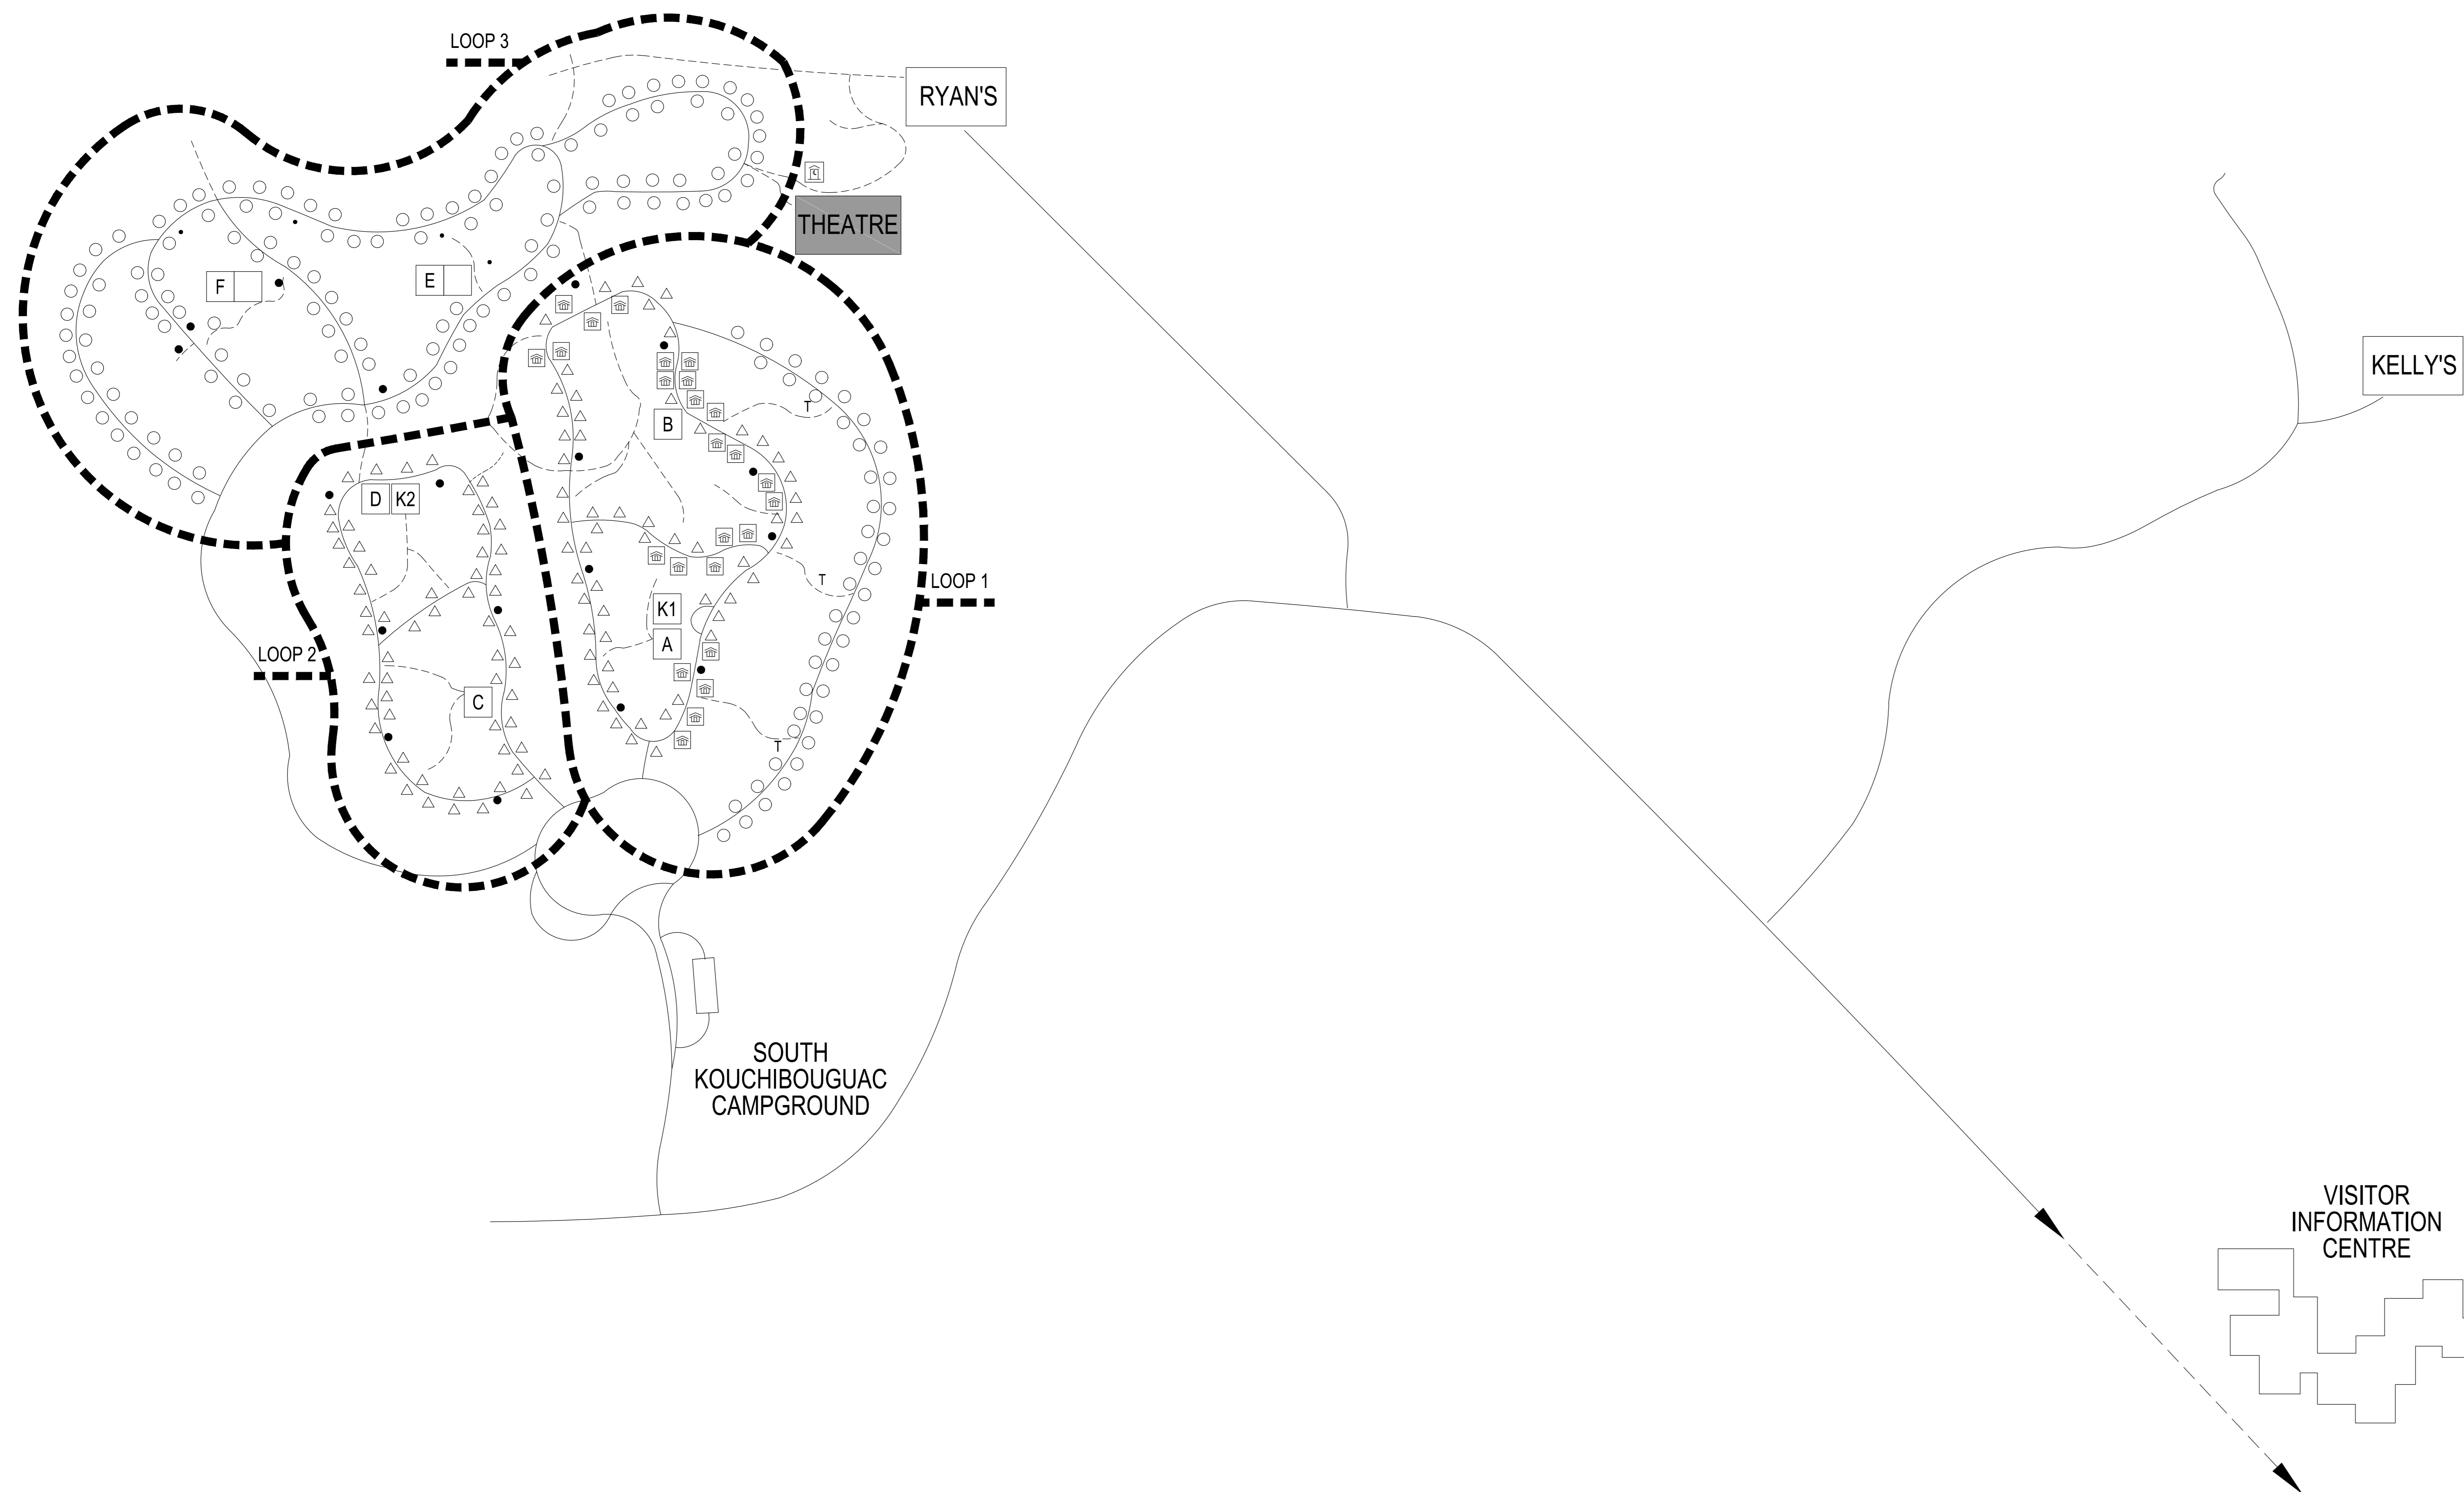 LOOP 3
RYAN'S
THEATRE
F
E
KELLY'S
T
B
D
K2
LOOP 1
T
K1
A
LOOP 2
C
T
SOUTH
KOUCHIBOUGUAC
CAMPGROUND
VISITOR
INFORMATION
CENTRE